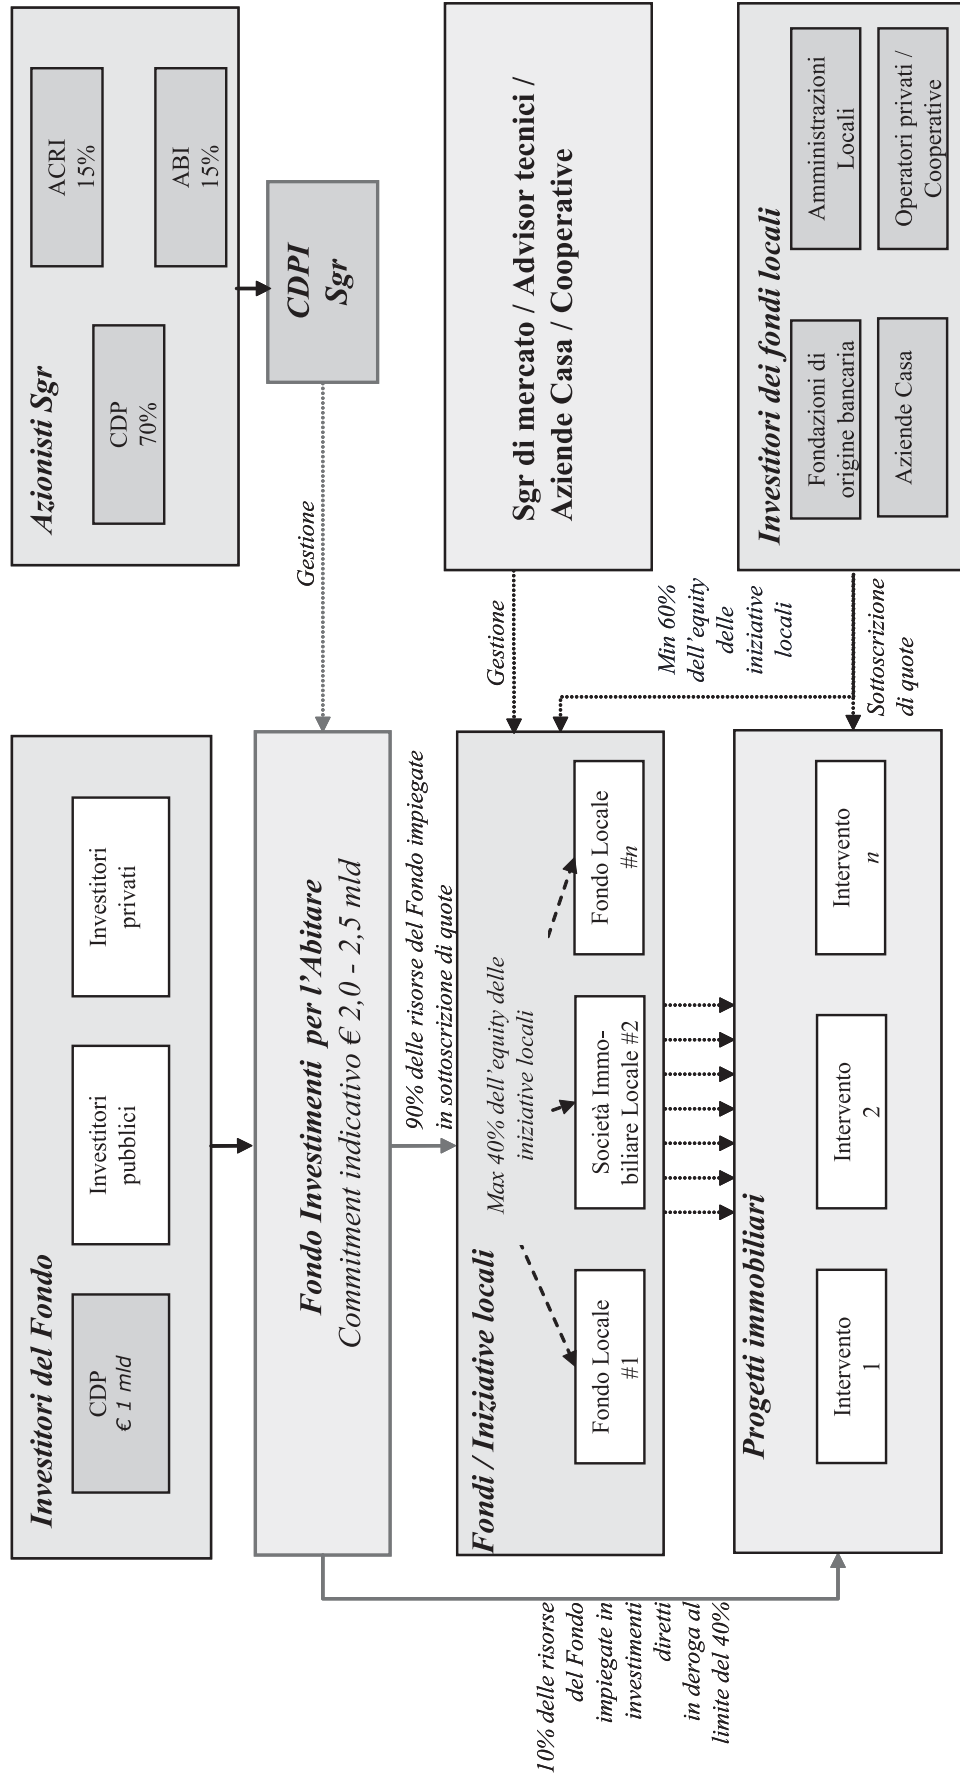 Investitori del Fondo
CDP
€ 1 mld
Investitori
pubblici
Investitori
privati
Azionisti Sgr
CDP
70%
ACRI
15%
ABI
15%
CDPI
Sgr
Gestione
Fondo Investimenti per l’Abitare
Commitment indicativo € 2,0 - 2,5 mld
90% delle risorse del Fondo impiegate
in sottoscrizione di quote
Sgr di mercato / Advisor tecnici /
Aziende Casa / Cooperative
Gestione
Fondi / Iniziative locali
Max 40% dell’equity delle
iniziative locali
Fondo Locale
#1
Società Immo-
biliare Locale #2
Fondo Locale
#n
Min 60%
dell’equity
delle
iniziative
locali
10% delle risorse
del Fondo
impiegate in
investimenti
diretti
in deroga al
limite del 40%
Progetti immobiliari
Intervento
1
Intervento
2
Intervento
n
Sottoscrizione
di quote
Investitori dei fondi locali
Fondazioni di
origine bancaria
Amministrazioni
Locali
Aziende Casa
Operatori privati /
Cooperative